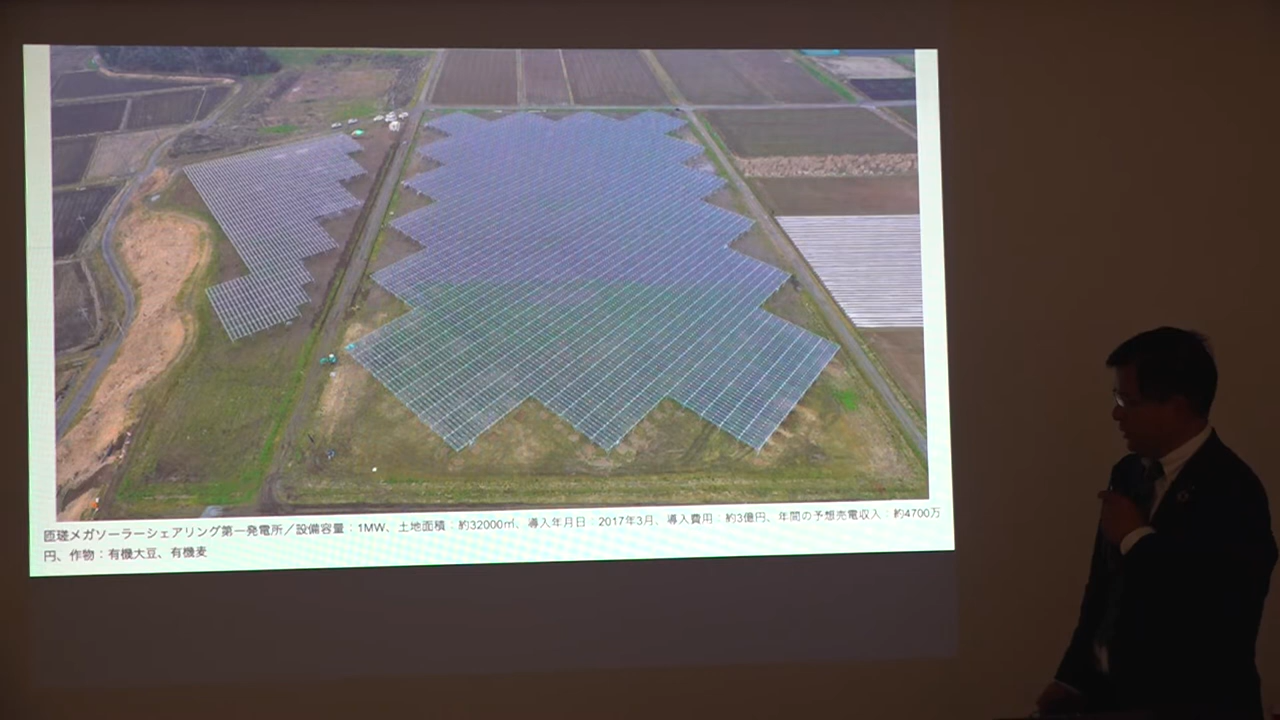 匝瑳メガソーラーシェアリング第一発電所／設備容量：1MW、土地面積：約32000㎡、導入年月日：2017年3月、導入費用：約3億円、年間の予想売電収入：約4700万
円、作物：有機大豆、有機麦